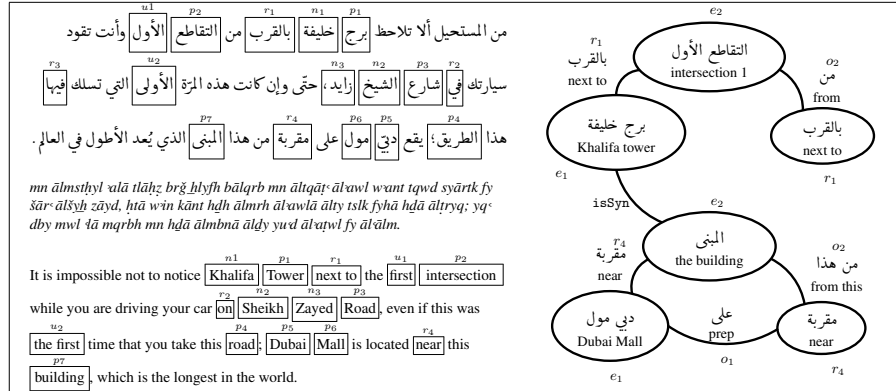 u1 p2 r1 n1 p1
من المستحيل ألا تلاحظ برج خليفة بالقرب من التقاطع الأول وأنت تقود
r3 u2 n3 n2 p3 r2
سيارتك في شارع الشيخ زايد، حتّى وإن كانت هذه المرّة الأولى التي تسلك فيها
p7 r4 p6 p5 p4
هذا الطريق؛ يقع دبيّ مول على مقربة من هذا المبنى الذي يُعد الأطول في العالم.
mn ālmsthyl ʾalā tlāḥẓ brǧ ḫlyfh bālqrb mn āltqāṭʿ ālʾawl wʾant tqwd syārtk fy
šārʿ ālšyḫ zāyd, ḥtā wʾin kānt hḏh ālmrh ālʾawlā ālty tslk fyhā hḏā ālṭryq; yqʿ
dby mwl ʿlā mqrbh mn hḏā ālmbnā ālḏy yuʿd ālʾaṭwl fy ālʿālm.
n1 p1 r1 u1 p2
It is impossible not to notice Khalifa Tower next to the first intersection
r2 n2 n3 p3
while you are driving your car on Sheikh Zayed Road, even if this was
u2 p4 p5 p6 r4
the first time that you take this road; Dubai Mall is located near this
p7
building, which is the longest in the world.
e2
التقاطع الأول
intersection 1
r1
بالقرب
next to
o2
من
from
برج خليفة
Khalifa tower
e1
بالقرب
next to
r1
isSyn
e2
المبنى
the building
r4
مقربة
near
o2
من هذا
from this
دبي مول
Dubai Mall
e1
على
prep
o1
مقربة
near
r4